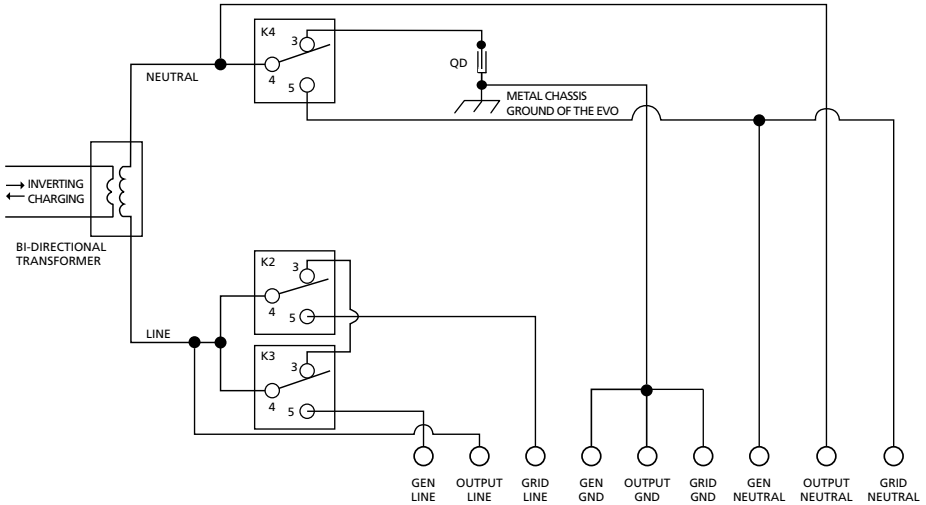 K4
3
4
5
NEUTRAL
QD
METAL CHASSIS
GROUND OF THE EVO
INVERTING
CHARGING
BI-DIRECTIONAL
TRANSFORMER
K2
3
4
5
LINE
K3
3
4
5
GEN
LINE
OUTPUT
LINE
GRID
LINE
GEN
GND
OUTPUT
GND
GRID
GND
GEN
NEUTRAL
OUTPUT
NEUTRAL
GRID
NEUTRAL